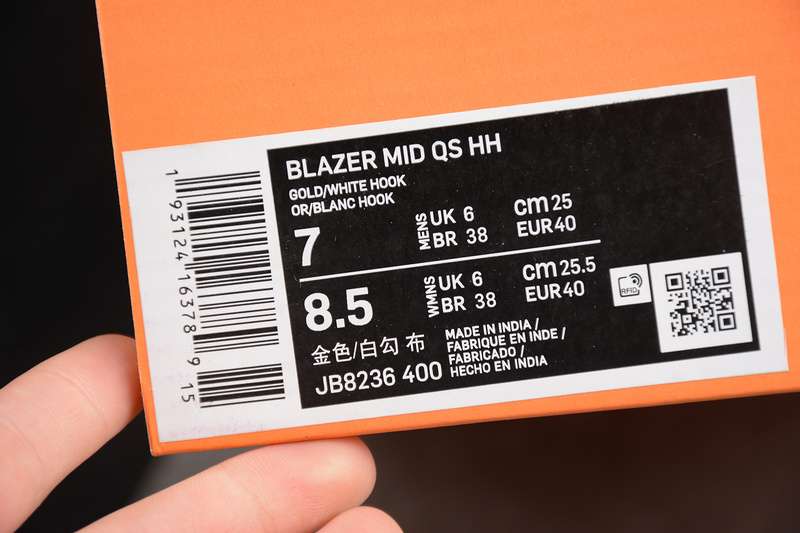 BLAZER MID QS HH
GOLD/WHITE HOOK
OR/BLANC HOOK
7
MENS
UK 6
BR 38
cm 25
EUR 40
8.5
WMNS
UK 6
BR 38
cm 25.5
EUR 40
金色/白勾 布
JB8236 400
MADE IN INDIA /
FABRIQUE EN INDE /
FABRICADO /
HECHO EN INDIA
RFID
1 93124 16378 9 15